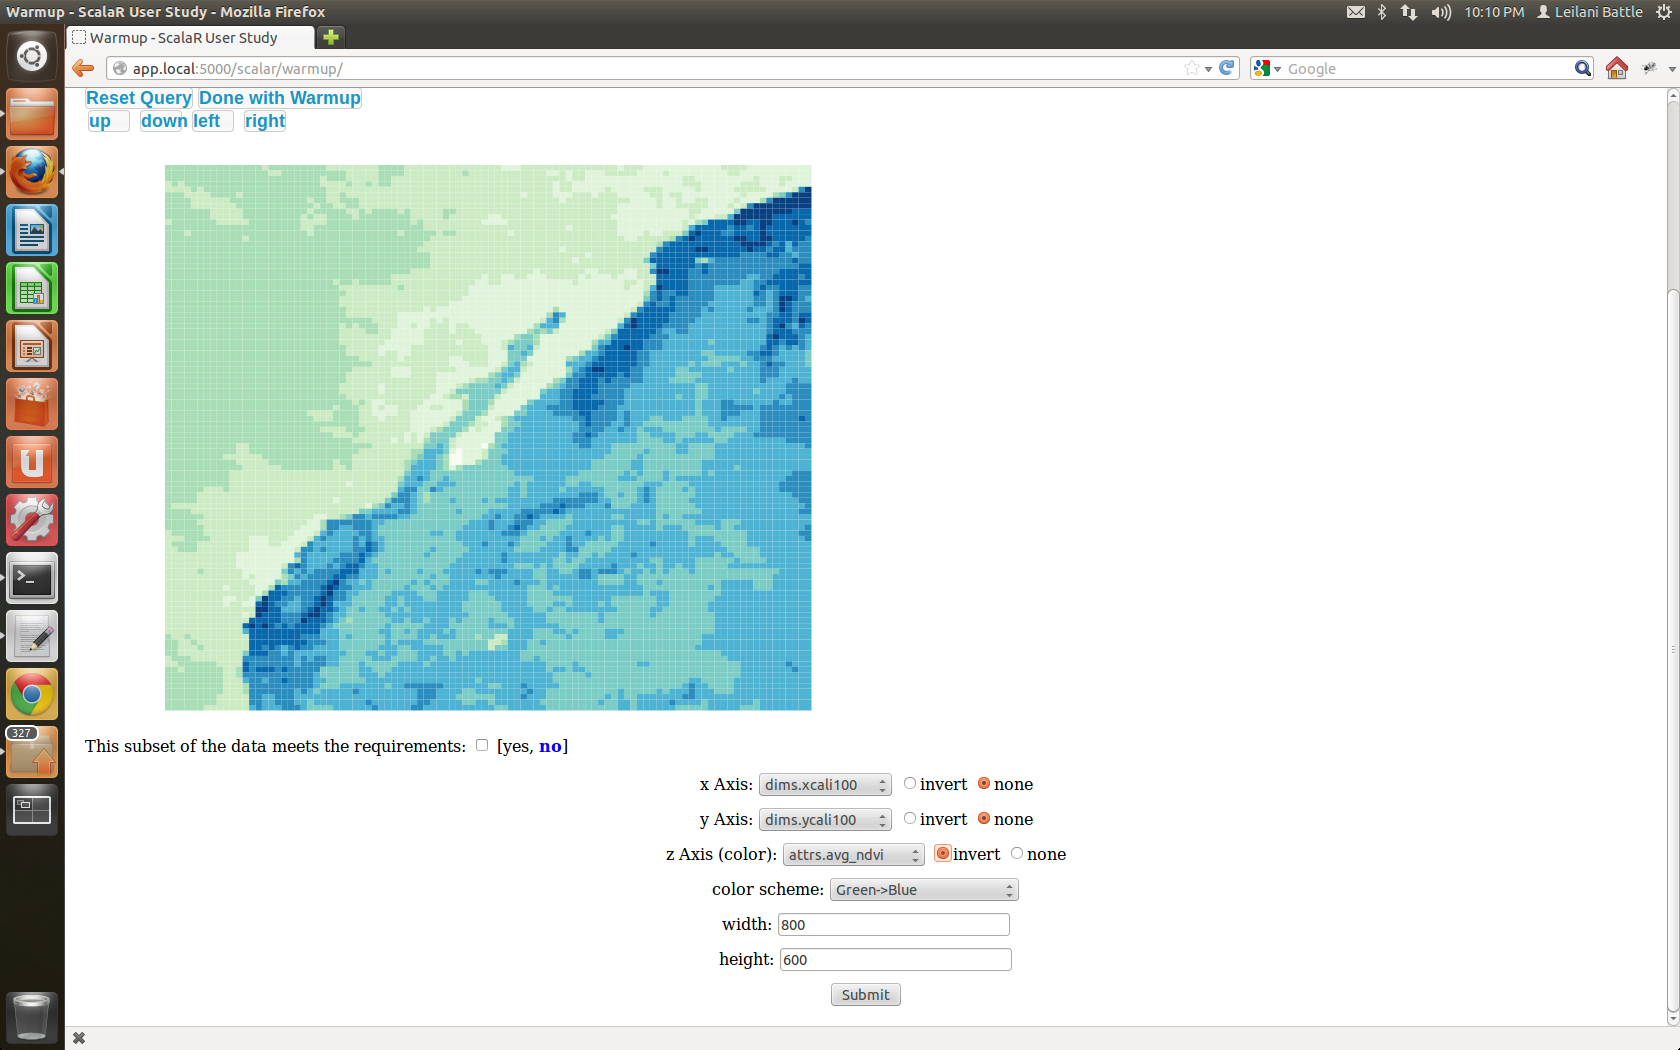 Warmup - ScalaR User Study - Mozilla Firefox
10:10 PM Leilani Battle
Warmup - ScalaR User Study
app.local:5000/scalar/warmup/
Google
Reset Query Done with Warmup
up down left right
This subset of the data meets the requirements: [yes, no]
x Axis: dims.xcali100 invert none
y Axis: dims.ycali100 invert none
z Axis (color): attrs.avg_ndvi invert none
color scheme: Green->Blue
width: 800
height: 600
Submit
327